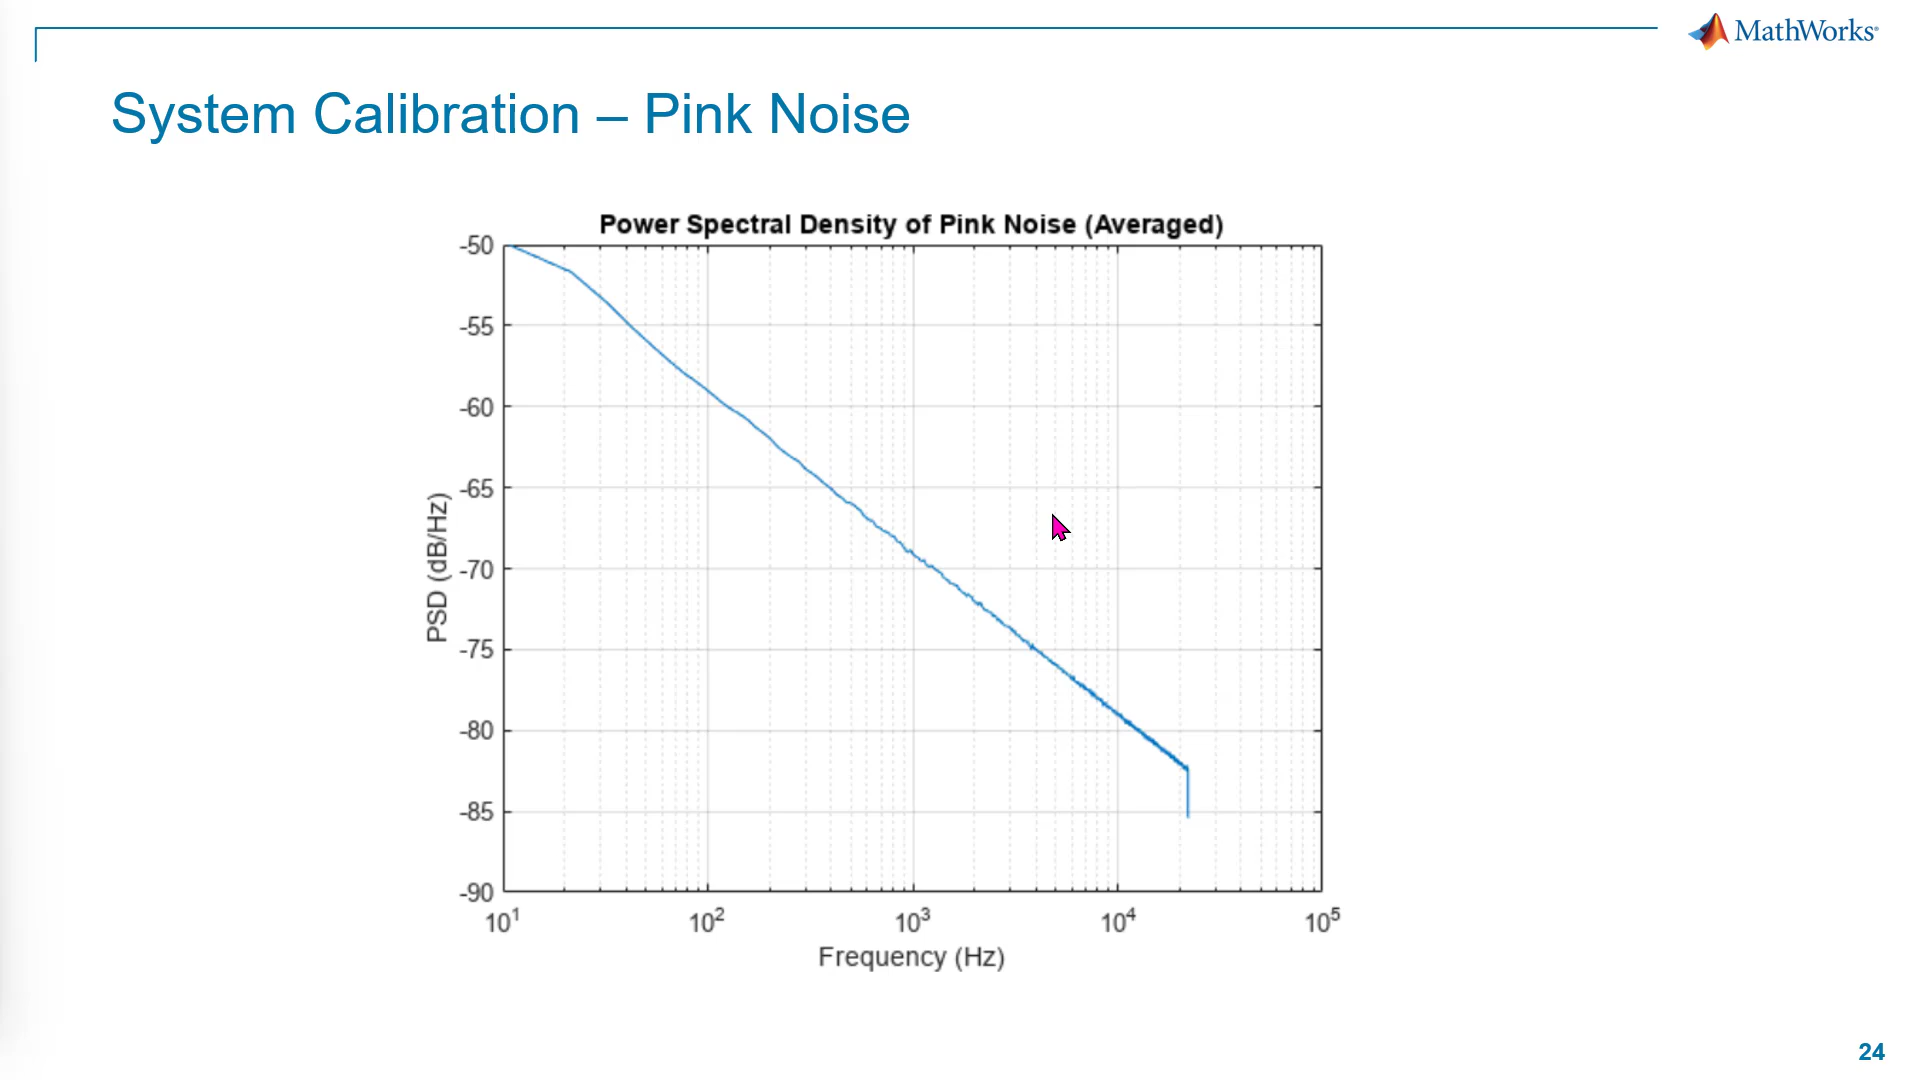 MathWorks®
System Calibration – Pink Noise
Power Spectral Density of Pink Noise (Averaged)
-50
-55
-60
-65
-70
-75
-80
-85
-90
PSD (dB/Hz)
10¹ 10² 10³ 10⁴ 10⁵
Frequency (Hz)
24